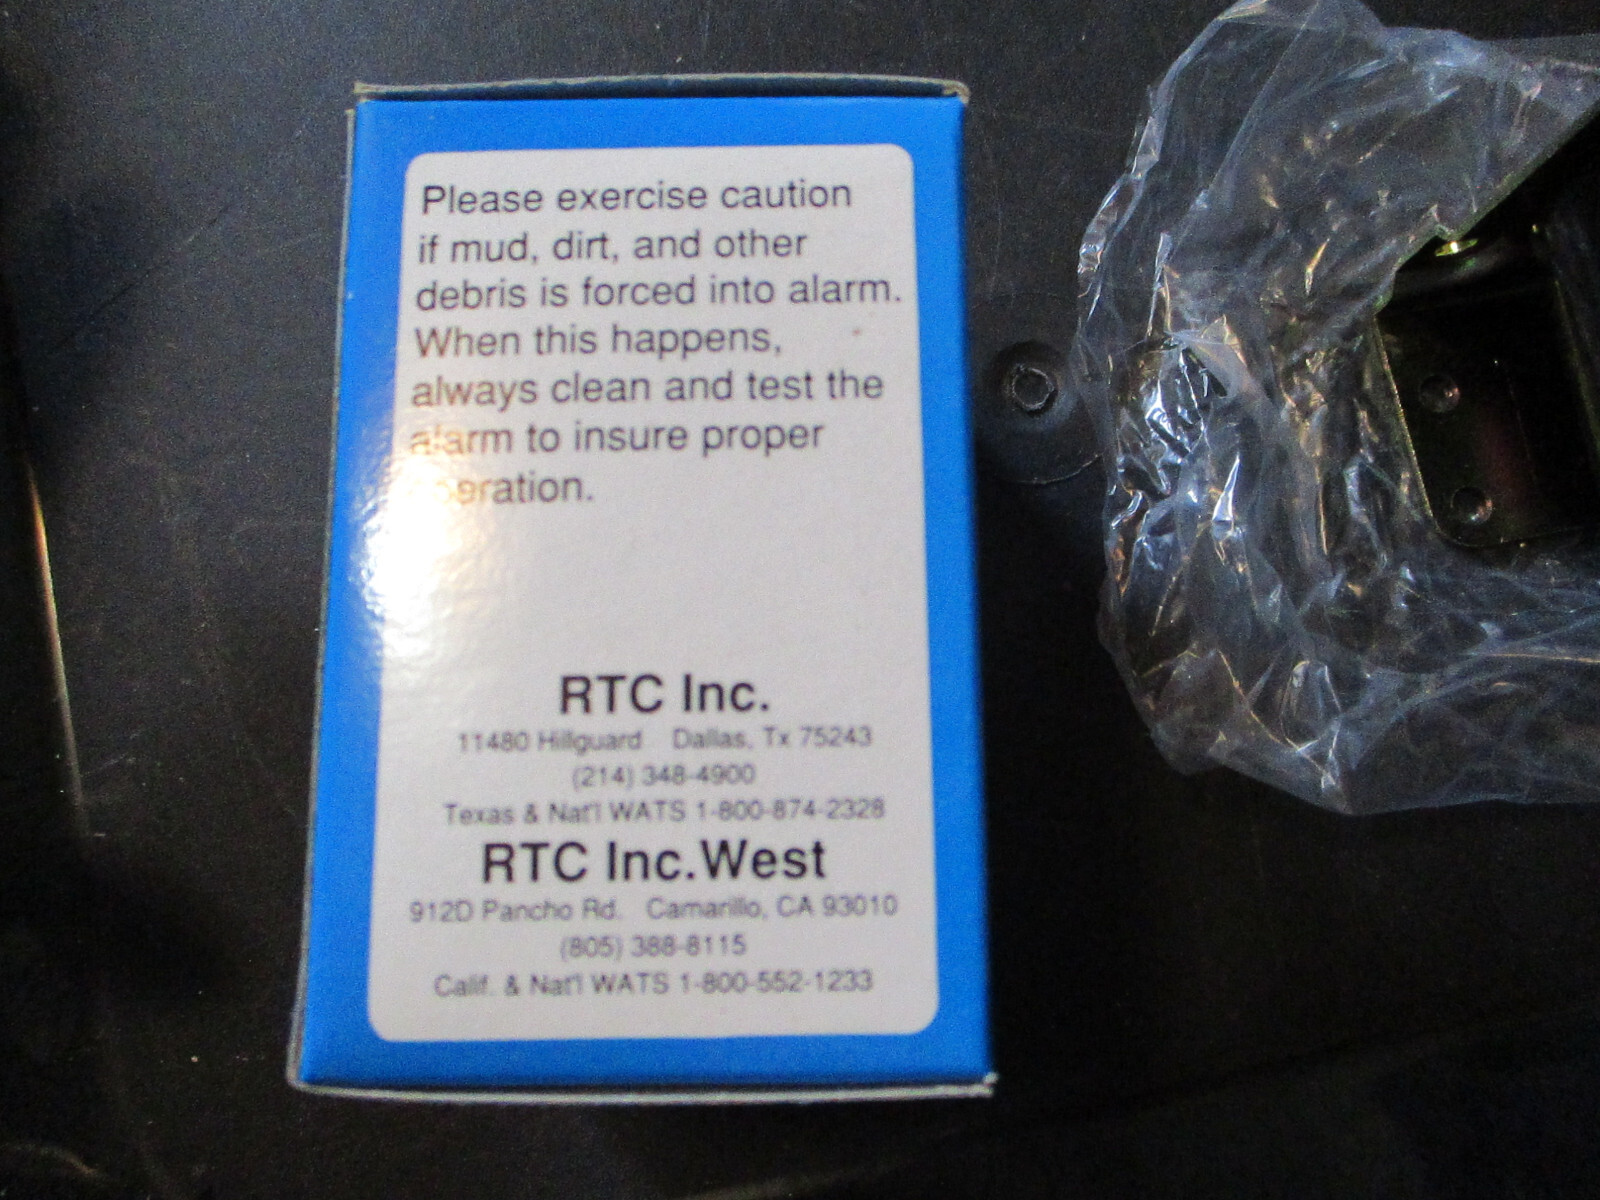 Please exercise caution
if mud, dirt, and other
debris is forced into alarm.
When this happens,
always clean and test the
alarm to insure proper
operation.
RTC Inc.
11480 Hillguard Dallas, Tx 75243
(214) 348-4900
Texas & Nat'l WATS 1-800-874-2328
RTC Inc.West
912D Pancho Rd. Camarillo, CA 93010
(805) 388-8115
Calif. & Nat'l WATS 1-800-552-1233